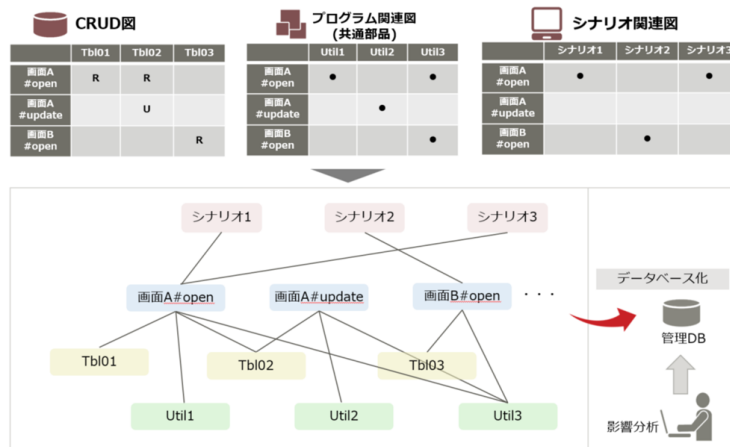 CRUD図
Tbl01 Tbl02 Tbl03
画面A #open R R
画面A #update U
画面B #open R
プログラム関連図
(共通部品)
Util1 Util2 Util3
画面A #open ● ●
画面A #update ●
画面B #open ●
シナリオ関連図
シナリオ1 シナリオ2 シナリオ3
画面A #open ● ●
画面A #update
画面B #open ●
シナリオ1 シナリオ2 シナリオ3
画面A#open 画面A#update 画面B#open ・・・
Tbl01 Tbl02 Tbl03
Util1 Util2 Util3
データベース化
管理DB
影響分析